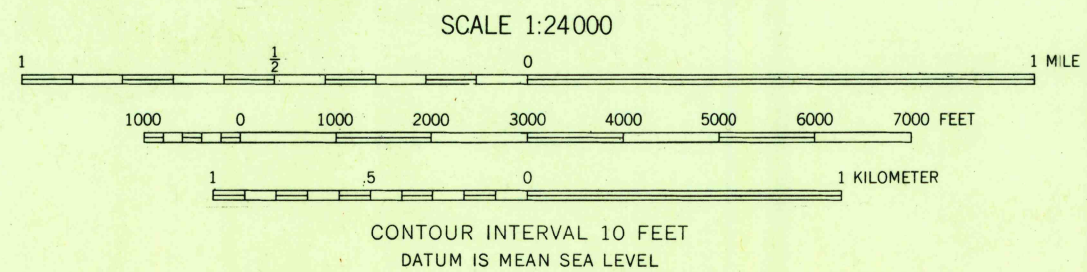 SCALE 1:24000
1 1/2 0 1 MILE
1000 0 1000 2000 3000 4000 5000 6000 7000 FEET
1 .5 0 1 KILOMETER
CONTOUR INTERVAL 10 FEET
DATUM IS MEAN SEA LEVEL